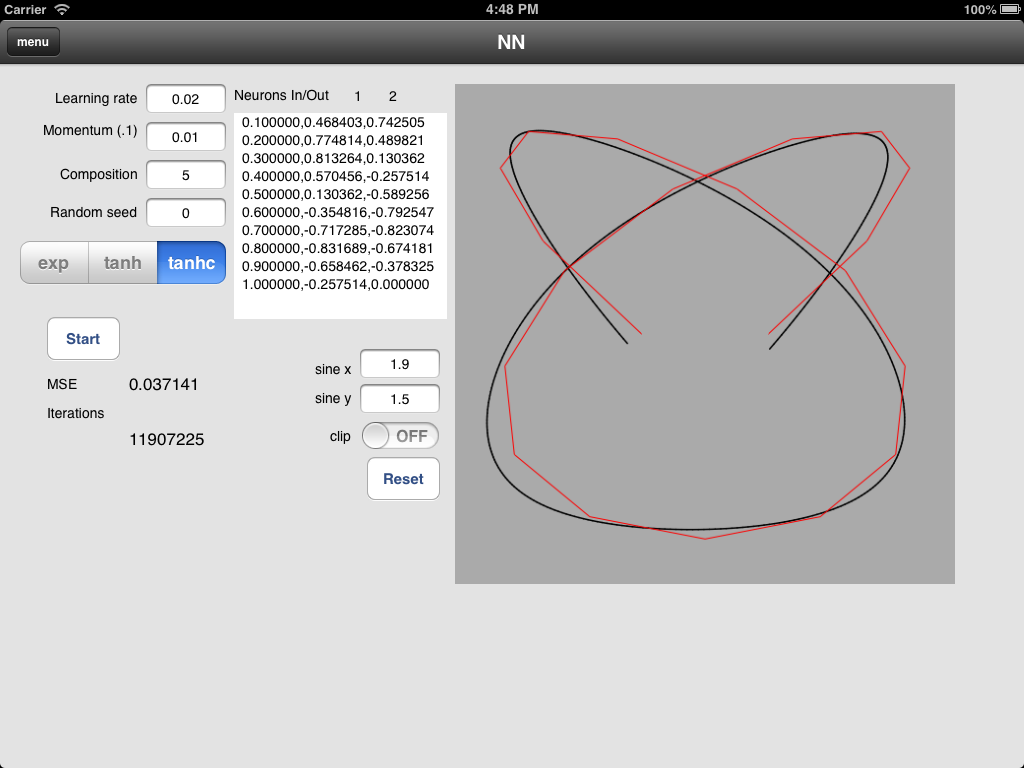 Carrier 4:48 PM 100%
menu NN
Learning rate 0.02
Momentum (.1) 0.01
Composition 5
Random seed 0
exp tanh tanhc
Start
MSE 0.037141
Iterations
11907225
Neurons In/Out 1 2
0.100000,0.468403,0.742505
0.200000,0.774814,0.489821
0.300000,0.813264,0.130362
0.400000,0.570456,-0.257514
0.500000,0.130362,-0.589256
0.600000,-0.354816,-0.792547
0.700000,-0.717285,-0.823074
0.800000,-0.831689,-0.674181
0.900000,-0.658462,-0.378325
1.000000,-0.257514,0.000000
sine x 1.9
sine y 1.5
clip OFF
Reset